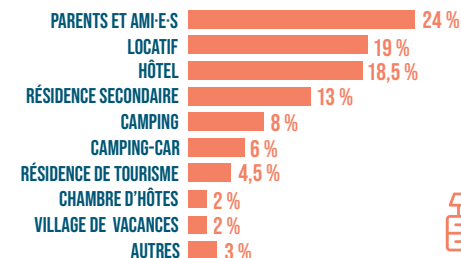 PARENTS ET AMI·E·S 24 %
LOCATIF 19 %
HÔTEL 18,5 %
RÉSIDENCE SECONDAIRE 13 %
CAMPING 8 %
CAMPING-CAR 6 %
RÉSIDENCE DE TOURISME 4,5 %
CHAMBRE D'HÔTES 2 %
VILLAGE DE VACANCES 2 %
AUTRES 3 %